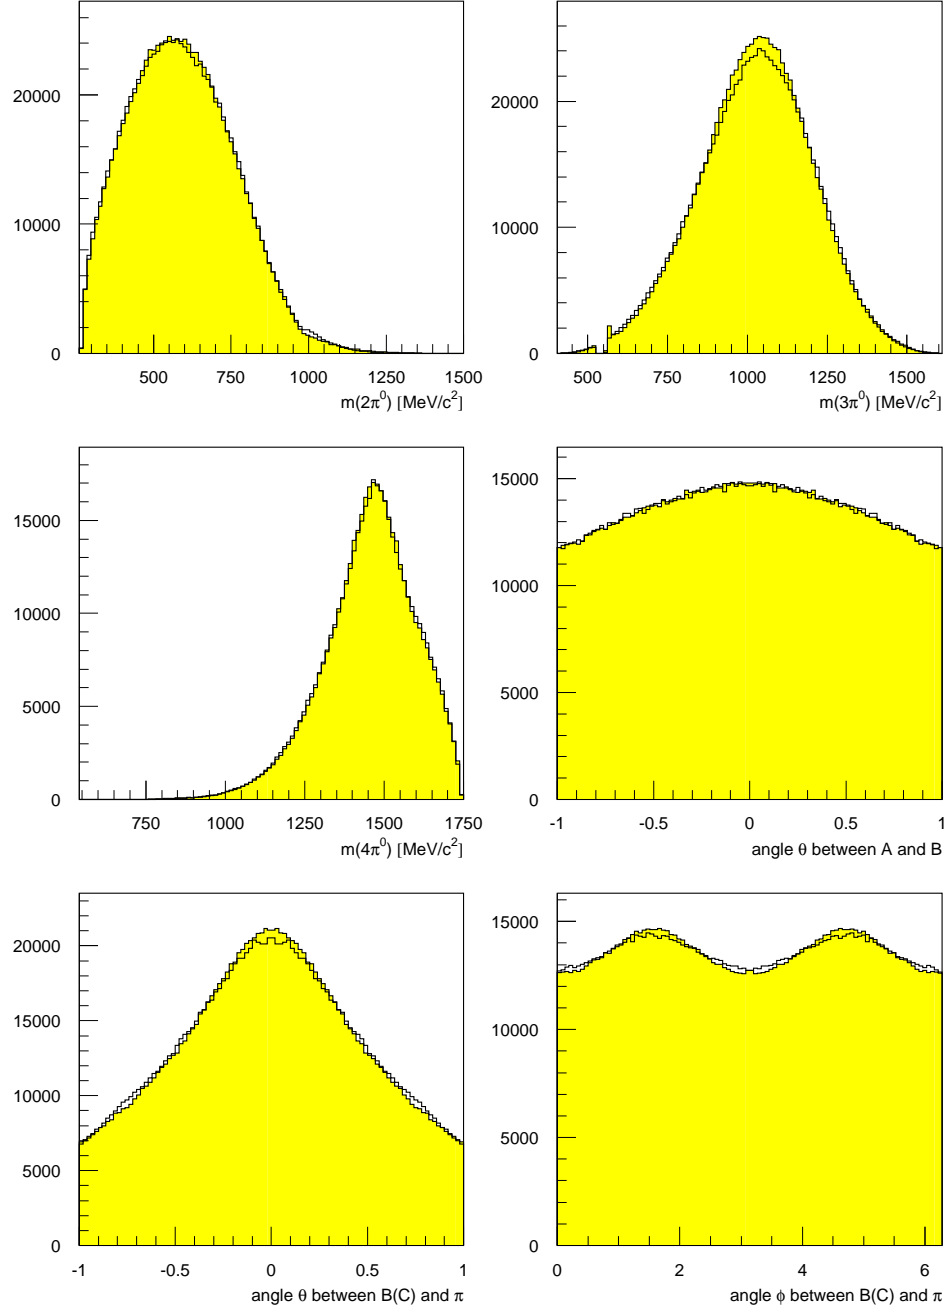 20000
10000
0
500 750 1000 1250 1500
m(2π⁰) [MeV/c²]
20000
10000
0
500 750 1000 1250 1500
m(3π⁰) [MeV/c²]
15000
10000
5000
0
750 1000 1250 1500 1750
m(4π⁰) [MeV/c²]
15000
10000
5000
0
-1 -0.5 0 0.5 1
angle θ between A and B
20000
15000
10000
5000
0
-1 -0.5 0 0.5 1
angle θ between B(C) and π
15000
10000
5000
0
0 2 4 6
angle ϕ between B(C) and π